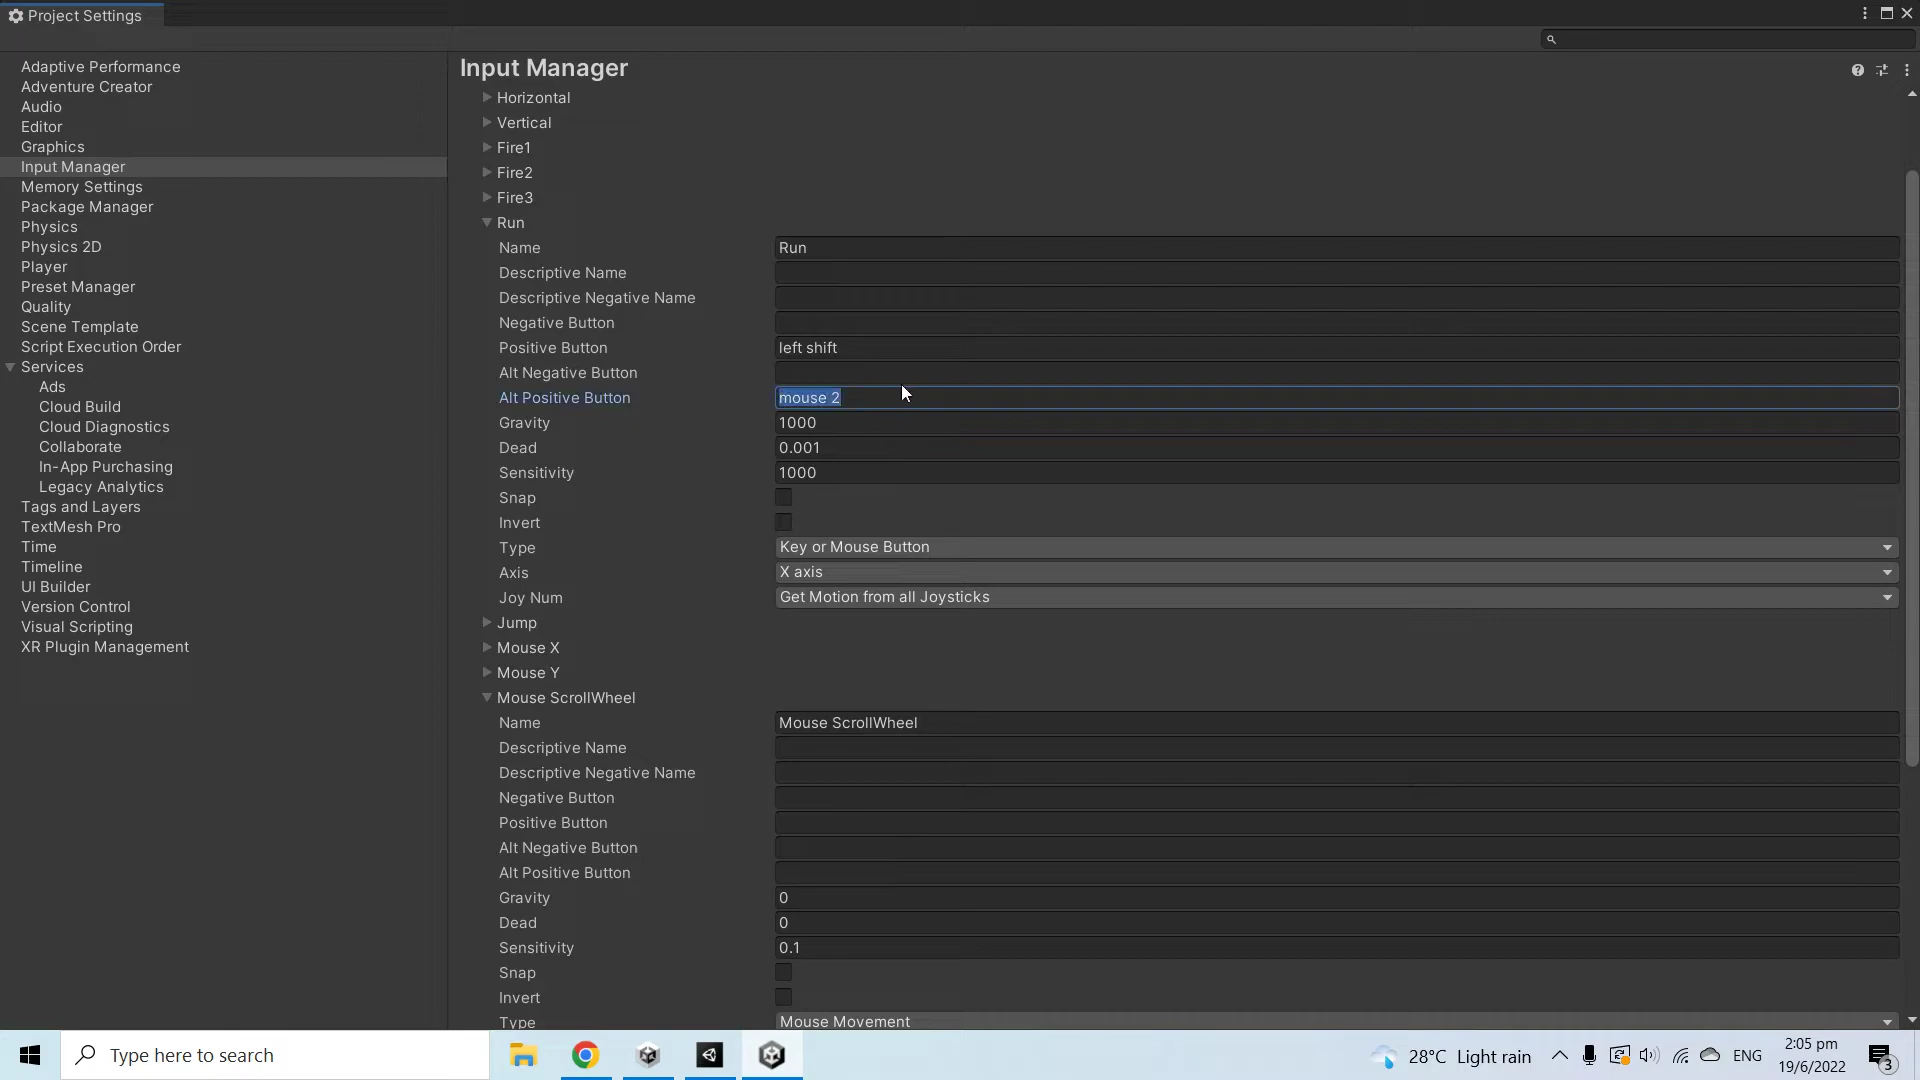 Project Settings
Adaptive Performance
Adventure Creator
Audio
Editor
Graphics
Input Manager
Memory Settings
Package Manager
Physics
Physics 2D
Player
Preset Manager
Quality
Scene Template
Script Execution Order
Services
Ads
Cloud Build
Cloud Diagnostics
Collaborate
In-App Purchasing
Legacy Analytics
Tags and Layers
TextMesh Pro
Time
Timeline
UI Builder
Version Control
Visual Scripting
XR Plugin Management
Input Manager
Horizontal
Vertical
Fire1
Fire2
Fire3
Run
Name Run
Descriptive Name
Descriptive Negative Name
Negative Button
Positive Button left shift
Alt Negative Button
Alt Positive Button mouse 2
Gravity 1000
Dead 0.001
Sensitivity 1000
Snap
Invert
Type Key or Mouse Button
Axis X axis
Joy Num Get Motion from all Joysticks
Jump
Mouse X
Mouse Y
Mouse ScrollWheel
Name Mouse ScrollWheel
Descriptive Name
Descriptive Negative Name
Negative Button
Positive Button
Alt Negative Button
Alt Positive Button
Gravity 0
Dead 0
Sensitivity 0.1
Snap
Invert
Type Mouse Movement
Type here to search
28°C Light rain
ENG
2:05 pm
19/6/2022
3